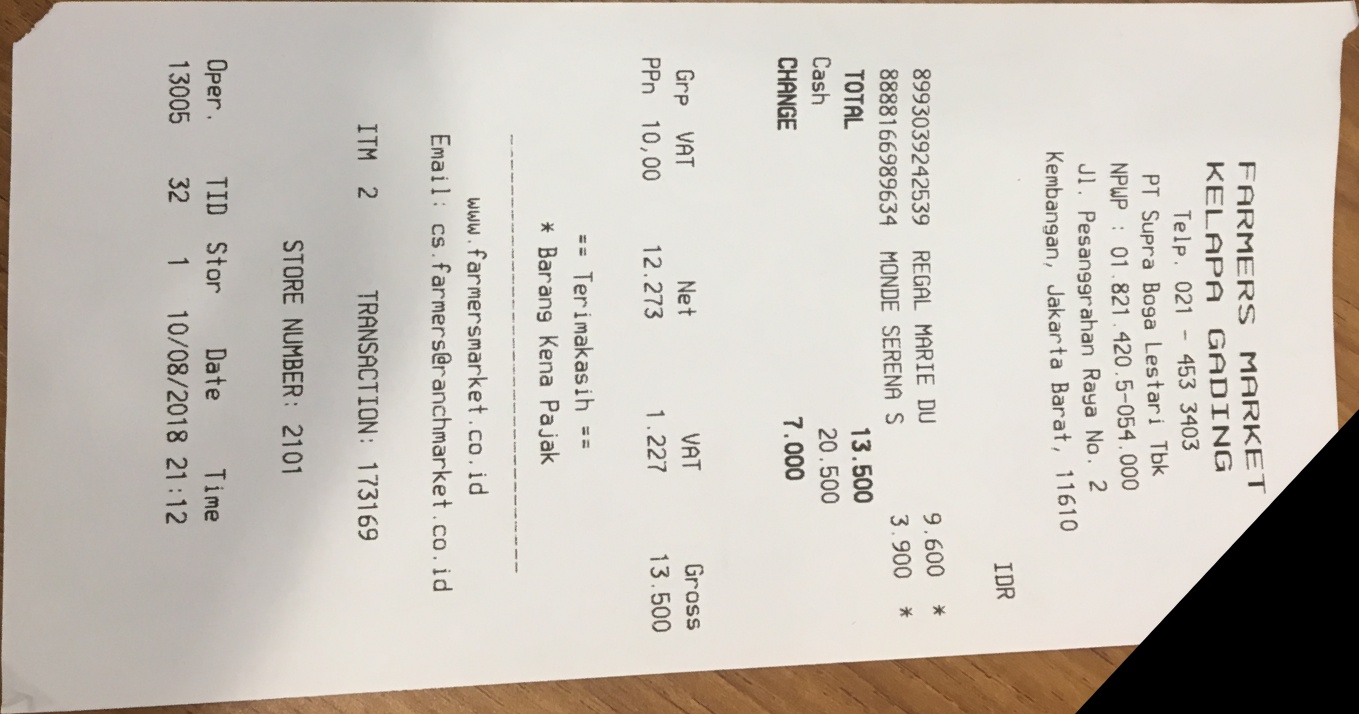 FARMERS MARKET
KELAPA GADING
Telp. 021 - 453 3403
PT Supra Boga Lestari Tbk
NPWP : 01.821.420.5-054.000
Jl. Pesanggrahan Raya No. 2
Kembangan, Jakarta Barat, 11610
IDR
8993039242539 REGAL MARIE DU 9.600 *
8888166989634 MONDE SERENA S 3.900 *
TOTAL 13.500
Cash 20.500
CHANGE 7.000
Grp VAT Net VAT Gross
PPn 10,00 12.273 1.227 13.500
== Terimakasih ==
* Barang Kena Pajak
------------------------------------------
www.farmersmarket.co.id
Email: cs.farmers@ranchmarket.co.id
ITM 2 TRANSACTION: 173169
STORE NUMBER: 2101
Oper. TID Stor Date Time
13005 32 1 10/08/2018 21:12